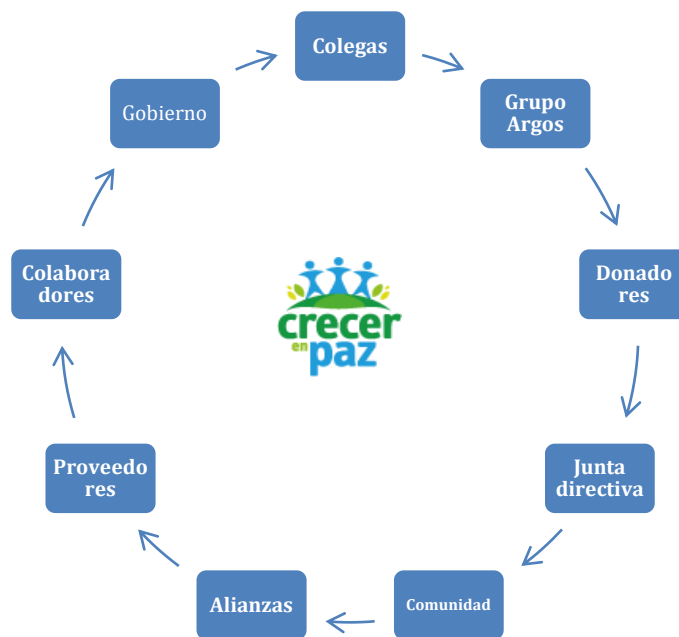 Colegas
Grupo
Argos
Donado
res
Junta
directiva
Comunidad
Alianzas
Proveedo
res
Colabora
dores
Gobierno
crecer
en
paz